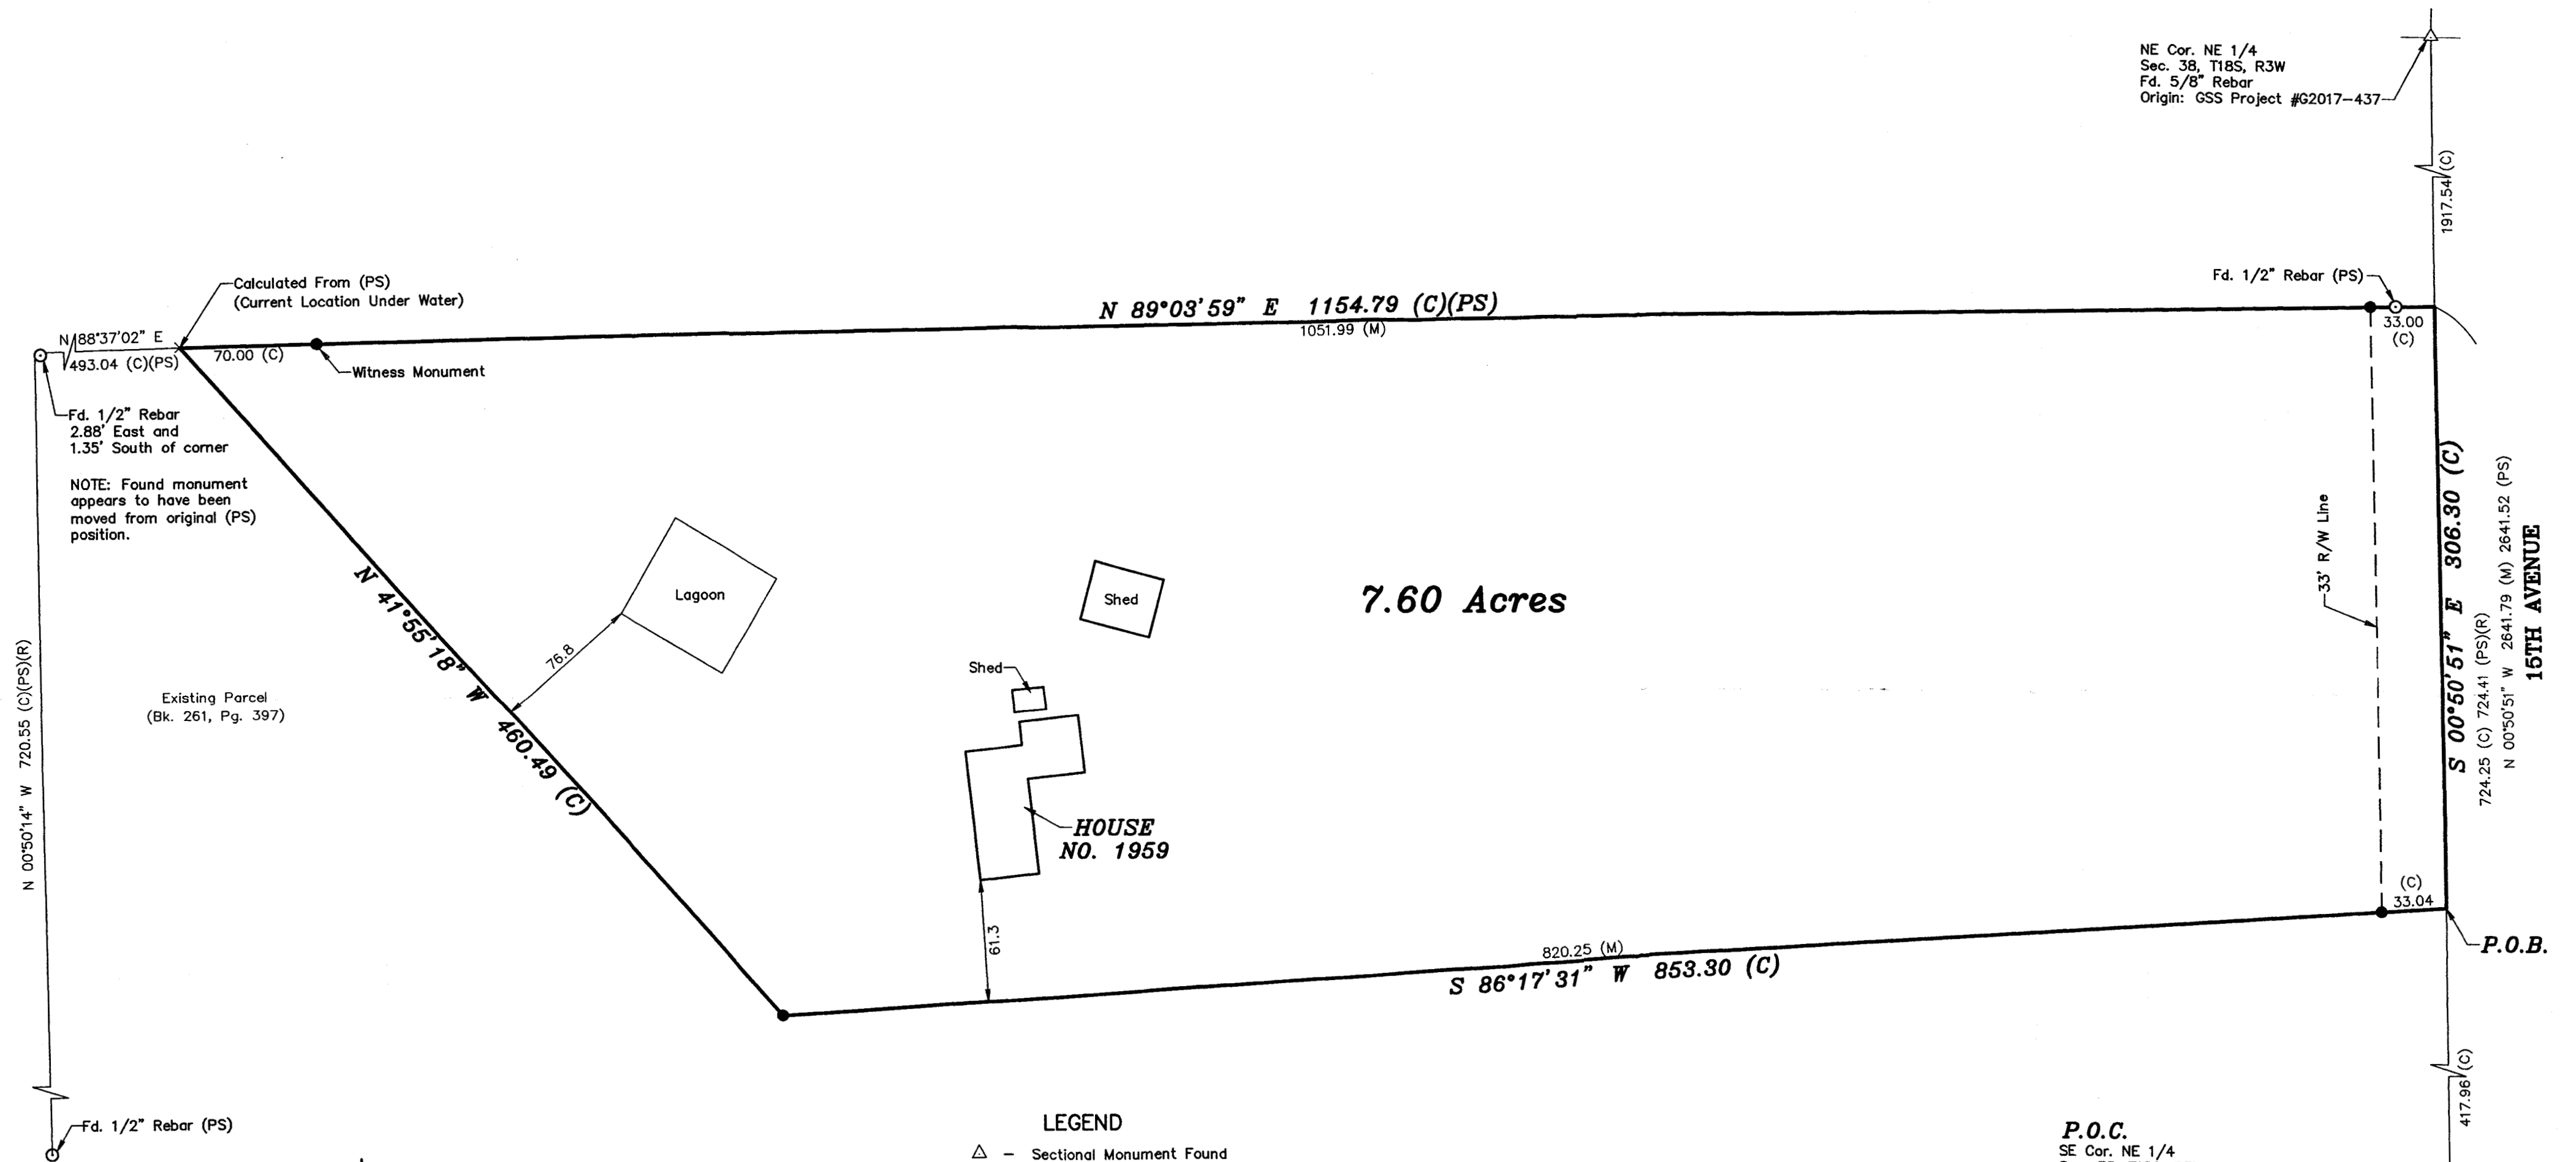 NE Cor. NE 1/4
Sec. 38, T18S, R3W
Fd. 5/8" Rebar
Origin: GSS Project #G2017-437
1917.54 (C)
Fd. 1/2" Rebar (PS)
Calculated From (PS)
(Current Location Under Water)
N 89°03'59" E 1154.79 (C)(PS)
1051.99 (M)
33.00
(C)
N 88°37'02" E
493.04 (C)(PS)
70.00 (C)
Witness Monument
Fd. 1/2" Rebar
2.88' East and
1.35' South of corner
NOTE: Found monument
appears to have been
moved from original (PS)
position.
N 41°55'18" W 460.49 (C)
76.8
Lagoon
Shed
7.60 Acres
33' R/W Line
S 00°50'51" E 306.30 (C)
724.25 (C) 724.41 (PS)(R)
N 00°50'51" W 2641.79 (M) 2641.52 (PS)
15TH AVENUE
N 00°50'14" W 720.55 (C)(PS)(R)
Existing Parcel
(Bk. 261, Pg. 397)
Shed
HOUSE
NO. 1959
61.3
(C)
33.04
820.25 (M)
S 86°17'31" W 853.30 (C)
P.O.B.
417.96 (C)
Fd. 1/2" Rebar (PS)
LEGEND
△ - Sectional Monument Found
P.O.C.
SE Cor. NE 1/4